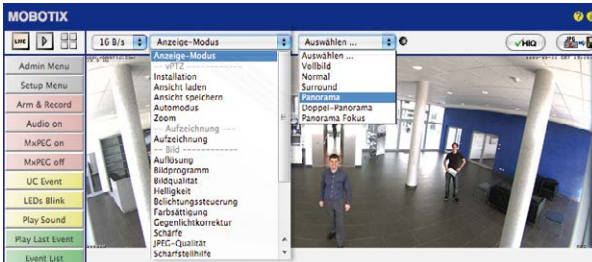 MOBOTIX
LIVE
16 B/s
Anzeige-Modus
Auswählen ...
HiQ
JPG
Admin Menu
Setup Menu
Arm & Record
Audio on
MxPEG on
MxPEG off
UC Event
LEDs Blink
Play Sound
Play Last Event
Event List
Anzeige-Modus
--- vPTZ ---
Installation
Ansicht laden
Ansicht speichern
Automodus
Zoom
--- Aufzeichnung ---
Aufzeichnung
--- Bild ---
Auflösung
Bildprogramm
Bildqualität
Helligkeit
Belichtungssteuerung
Farbsättigung
Gegenlichtkorrektur
Schärfe
JPEG-Qualität
Scharfstellhilfe
Auswählen ...
Vollbild
Normal
Surround
Panorama
Doppel-Panorama
Panorama Fokus